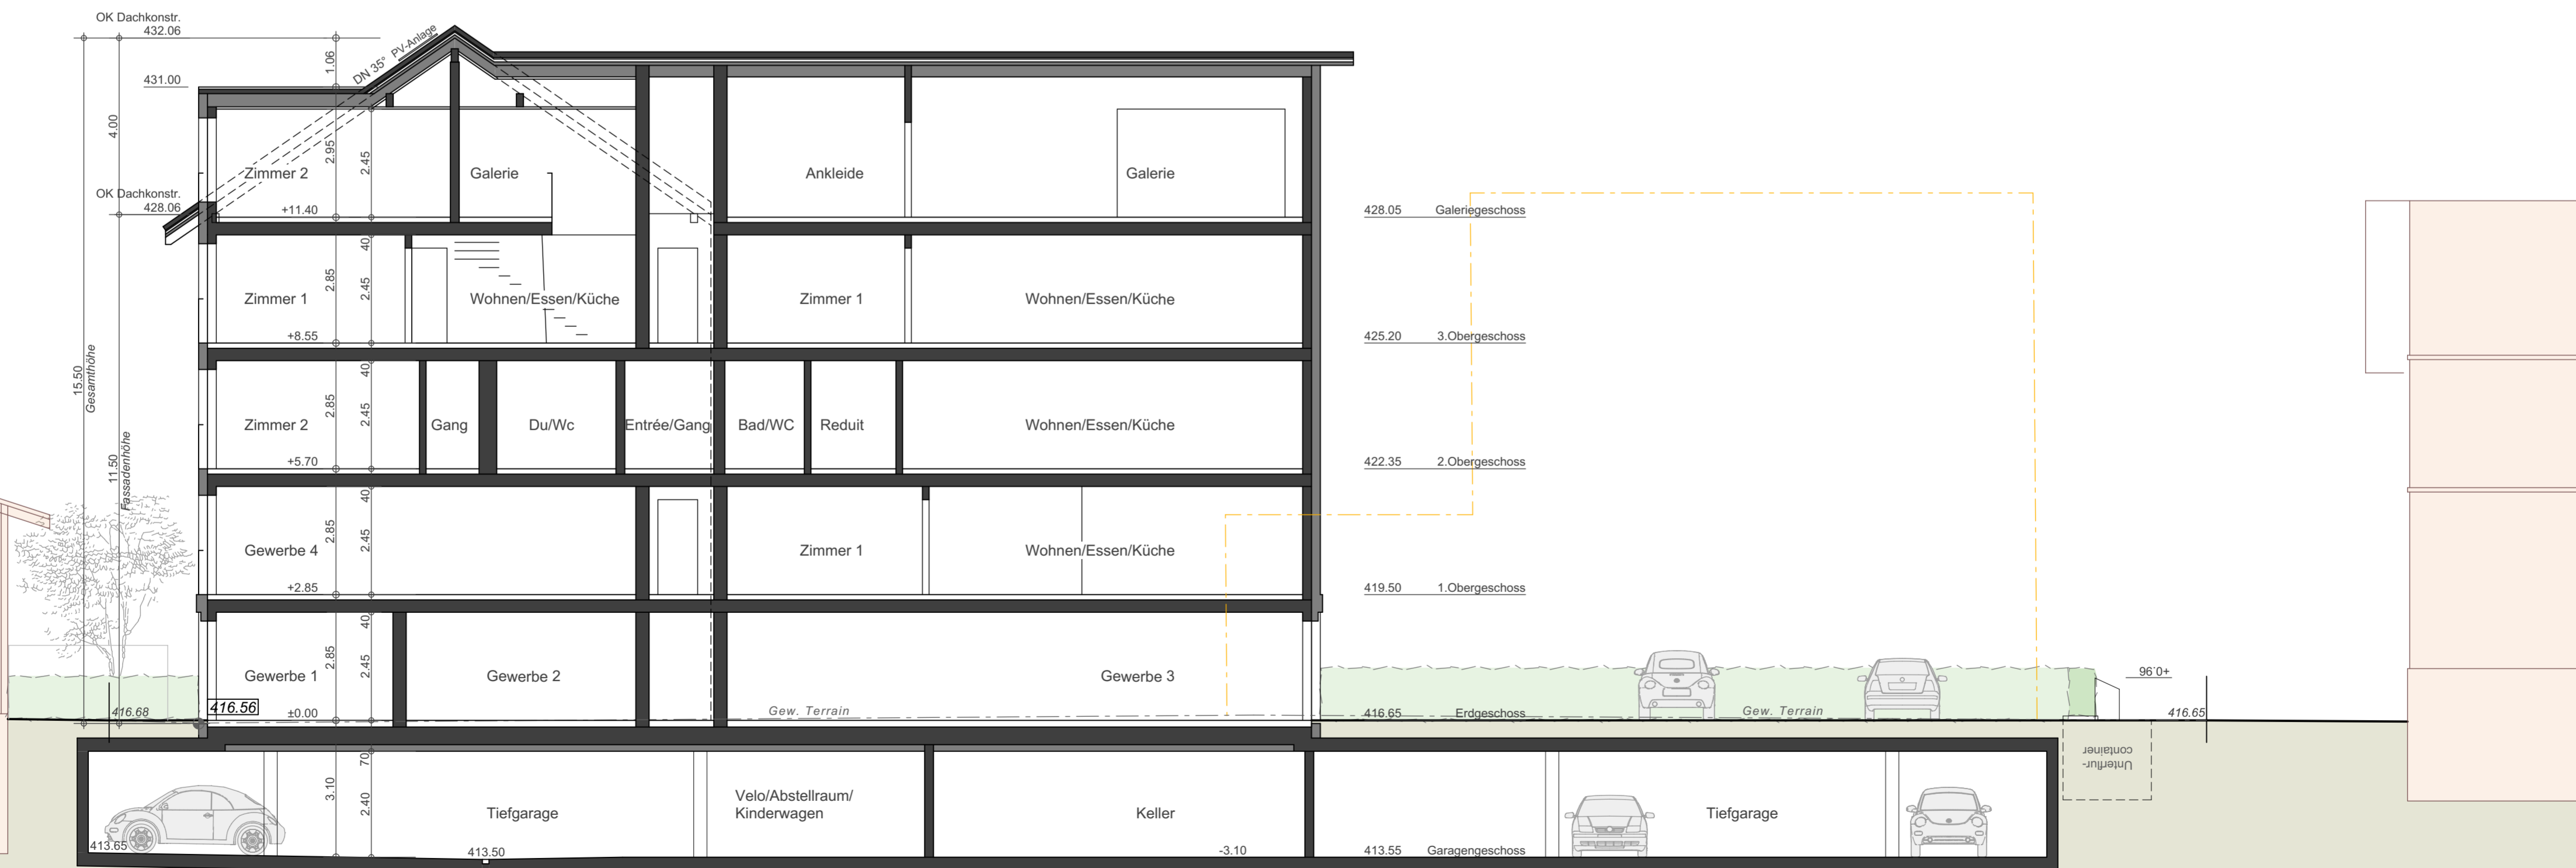 OK Dachkonstr.
432.06
PV-Anlage
DN 35°
1.06
431.00
4.00
2.95
2.45
Zimmer 2
Galerie
Ankleide
Galerie
OK Dachkonstr.
428.06
+11.40
428.05 Galeriegeschoss
40
2.85
2.45
Zimmer 1
Wohnen/Essen/Küche
Zimmer 1
Wohnen/Essen/Küche
+8.55
425.20 3.Obergeschoss
15.50
Gesamthöhe
40
2.85
2.45
Zimmer 2
Gang
Du/Wc
Entrée/Gang
Bad/WC
Reduit
Wohnen/Essen/Küche
11.50
Fassadenhöhe
+5.70
422.35 2.Obergeschoss
40
2.85
2.45
Gewerbe 4
Zimmer 1
Wohnen/Essen/Küche
+2.85
419.50 1.Obergeschoss
40
2.85
2.45
Gewerbe 1
Gewerbe 2
Gewerbe 3
+0.96
416.68
416.56
±0.00
Gew. Terrain
416.65 Erdgeschoss
Gew. Terrain
416.65
Unterflur-
container
70
3.10
2.40
Tiefgarage
Velo/Abstellraum/
Kinderwagen
Keller
Tiefgarage
413.65
413.50
-3.10
413.55 Garagengeschoss